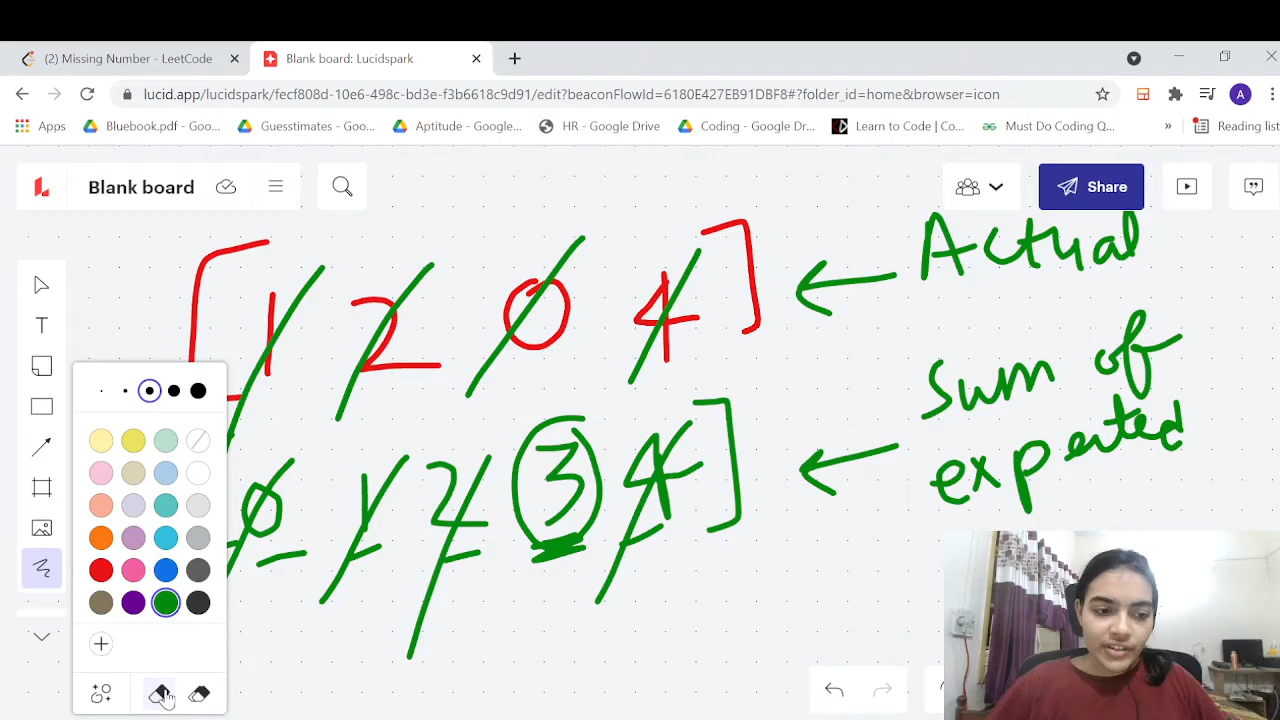 (2) Missing Number - LeetCode
Blank board: Lucidspark
lucid.app/lucidspark/fecf808d-10e6-498c-bd3e-f3b6618c9d91/edit?beaconFlowId=6180E427EB91DBF8#?folder_id=home&browser=icon
A
Apps
Bluebook.pdf - Goo...
Guesstimates - Goo...
Aptitude - Google...
HR - Google Drive
Coding - Google Dr...
Learn to Code | Co...
Must Do Coding Q...
»
Reading list
Blank board
Share
[ 1 2 0 4 ] ← Actual
Sum of
0 1 2 3 4 ] ← expected
T